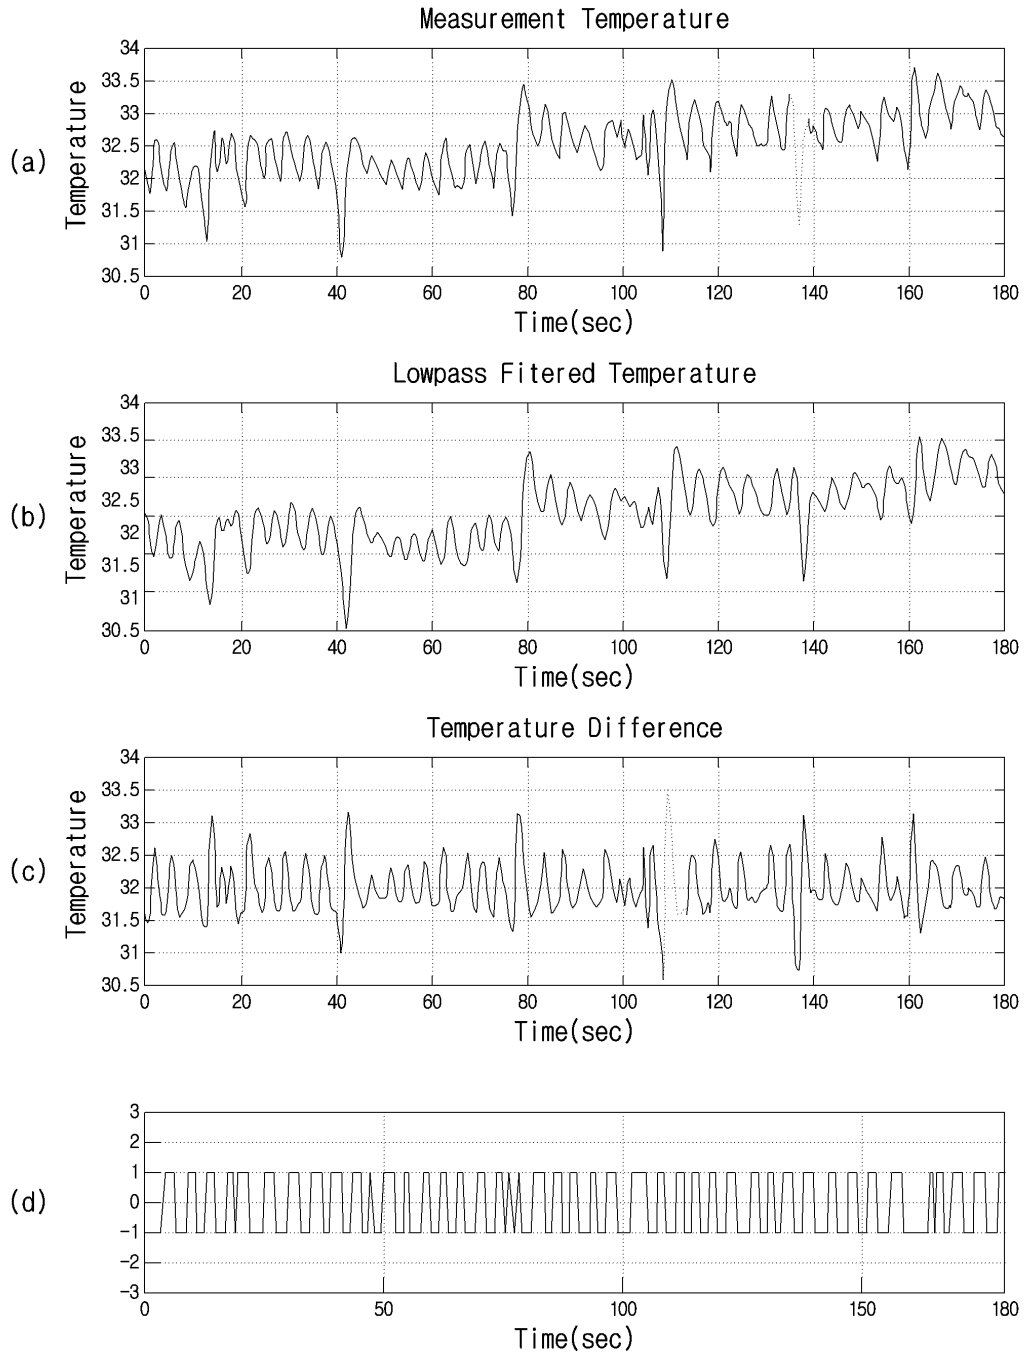 Measurement Temperature
(a)
Temperature
34
33.5
33
32.5
32
31.5
31
30.5
0 20 40 60 80 100 120 140 160 180
Time(sec)
Lowpass Fitered Temperature
(b)
Temperature
34
33.5
33
32.5
32
31.5
31
30.5
0 20 40 60 80 100 120 140 160 180
Time(sec)
Temperature Difference
(c)
Temperature
34
33.5
33
32.5
32
31.5
31
30.5
0 20 40 60 80 100 120 140 160 180
Time(sec)
(d)
3
2
1
0
-1
-2
-3
0 50 100 150 180
Time(sec)